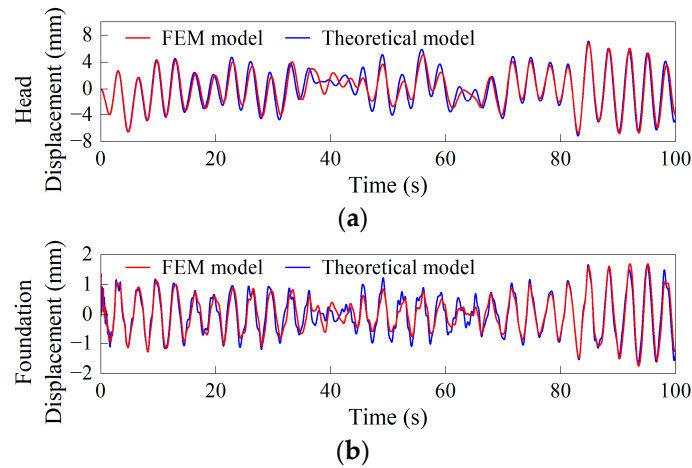 FEM model Theoretical model
8
4
0
-4
-8
Head
Displacement (mm)
0 20 40 60 80 100
Time (s)
(a)
FEM model Theoretical model
2
1
0
-1
-2
Foundation
Displacement (mm)
0 20 40 60 80 100
Time (s)
(b)